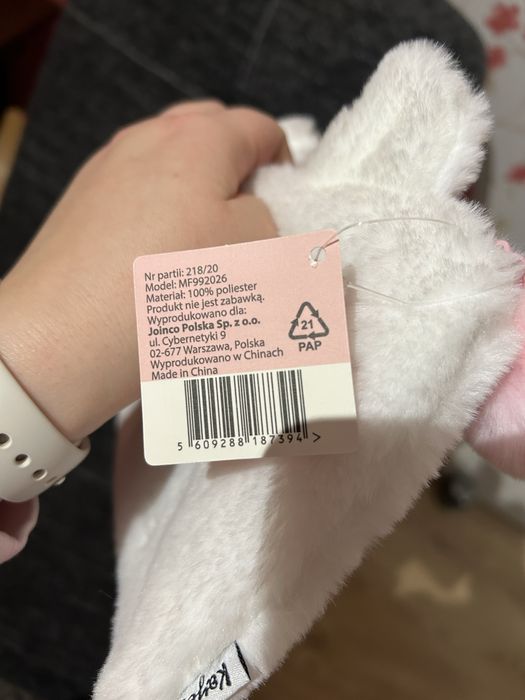 Nr partii: 218/20
Model: MF992026
Materiał: 100% poliester
Produkt nie jest zabawką.
Wyprodukowano dla:
Joinco Polska Sp. z o.o.
ul. Cybernetyki 9
02-677 Warszawa, Polska
Wyprodukowano w Chinach
Made in China
21
PAP
5 609288 187394 >